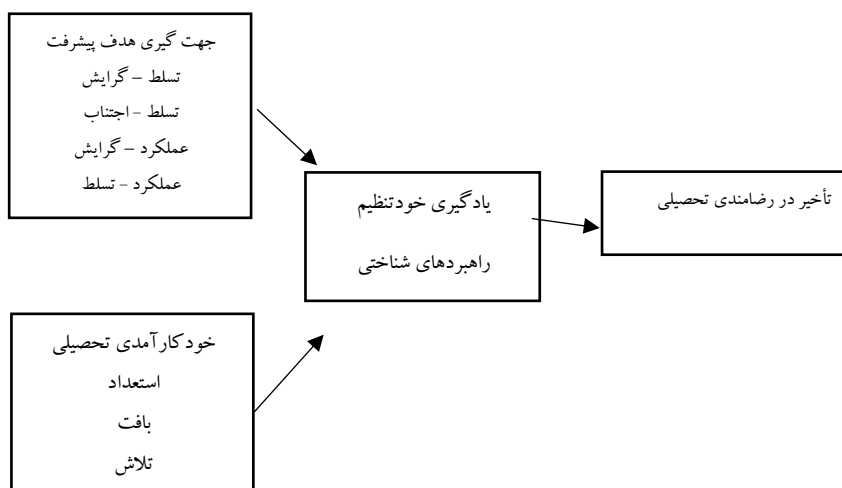 جهت گیری هدف پیشرفت
تسلط – گرایش
تسلط - اجتناب
عملکرد – گرایش
عملکرد - تسلط
یادگیری خودتنظیم
راهبردهای شناختی
تأخیر در رضامندی تحصیلی
خودکارآمدی تحصیلی
استعداد
بافت
تلاش